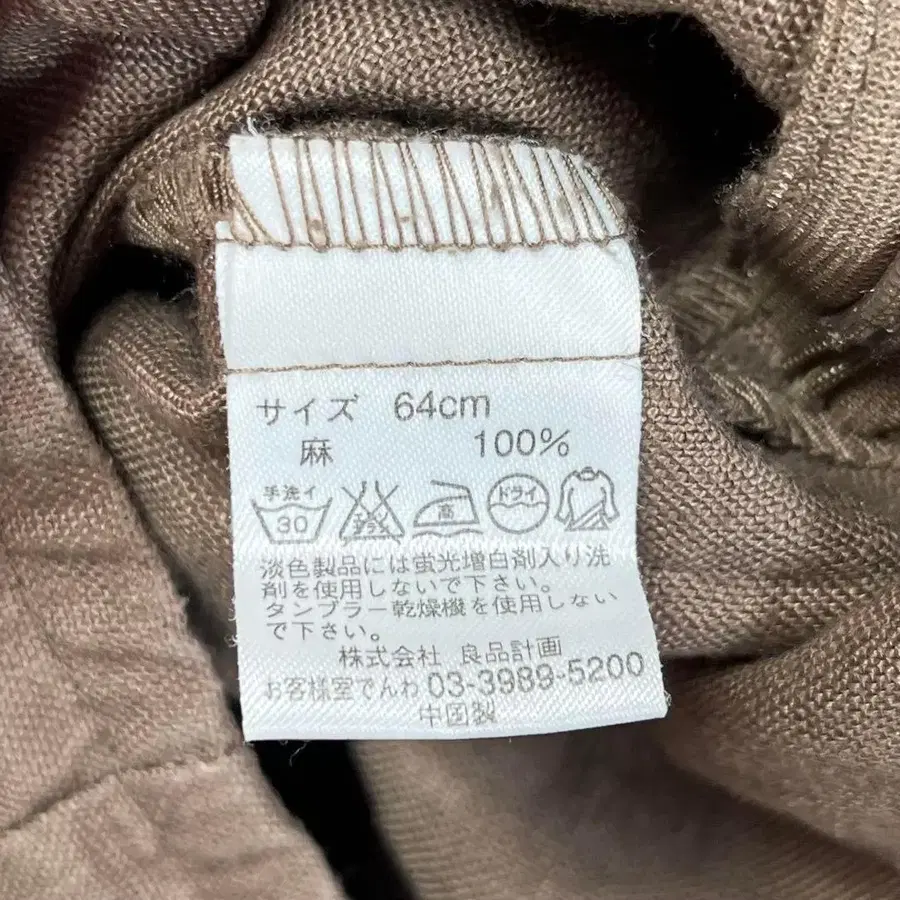 サイズ 64cm
麻 100%
手洗イ 30 エンソサラシ 高 ドライ
淡色製品には蛍光増白剤入り洗
剤を使用しないで下さい。
タンブラー乾燥機を使用しない
で下さい。
株式会社 良品計画
お客様室でんわ 03-3989-5200
中国製